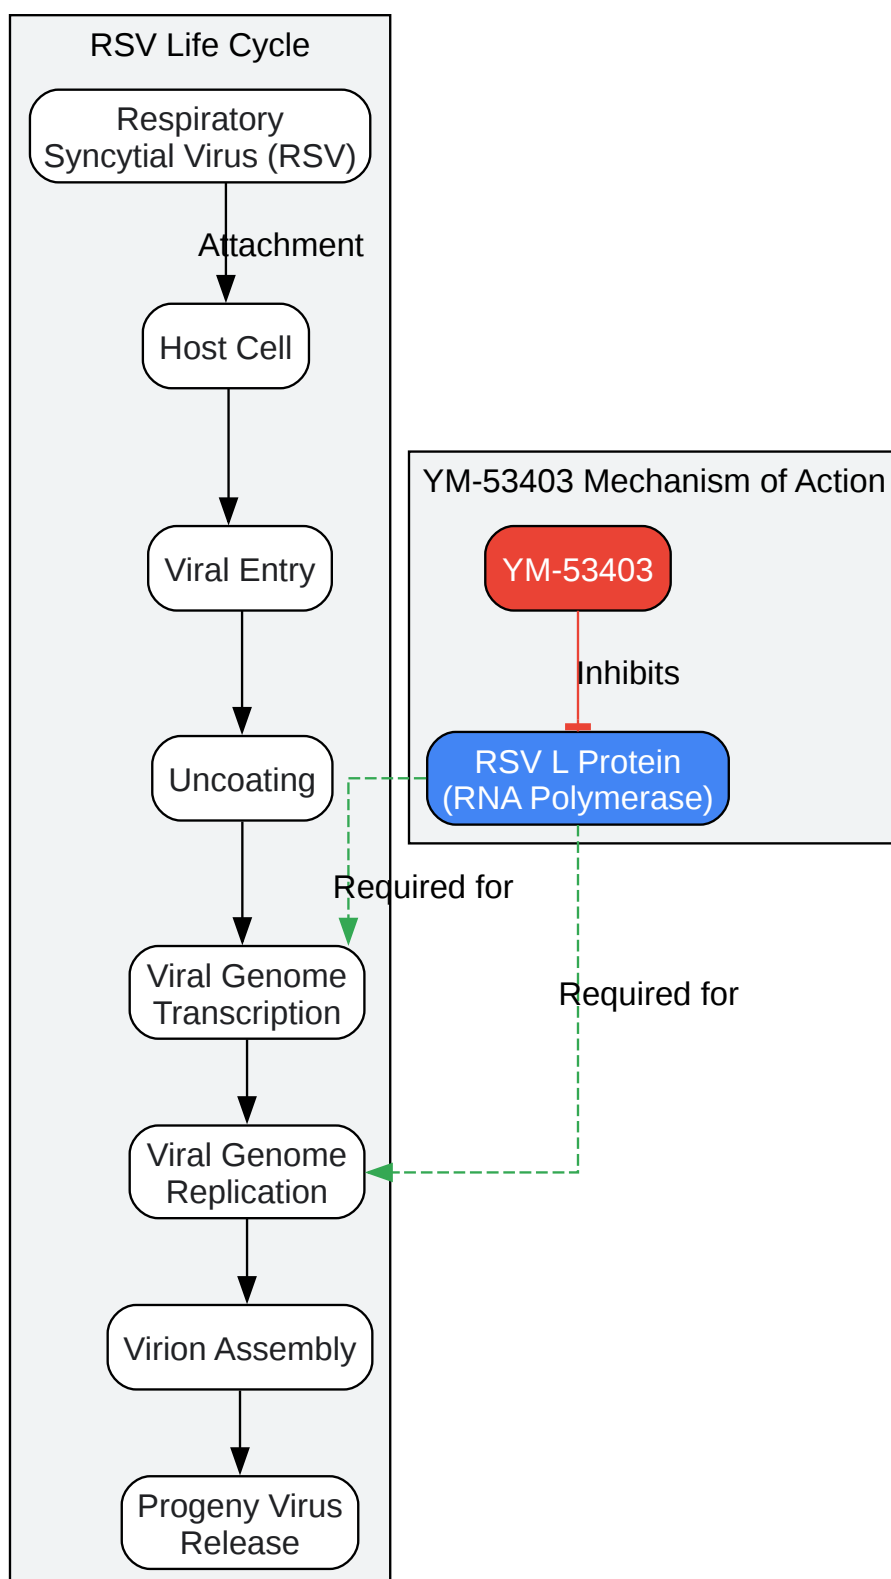 RSV Life Cycle
Respiratory
Syncytial Virus (RSV)
Attachment
Host Cell
YM-53403 Mechanism of Action
Viral Entry
YM-53403
Inhibits
Uncoating
RSV L Protein
(RNA Polymerase)
Required for
Viral Genome
Transcription
Required for
Viral Genome
Replication
Virion Assembly
Progeny Virus
Release